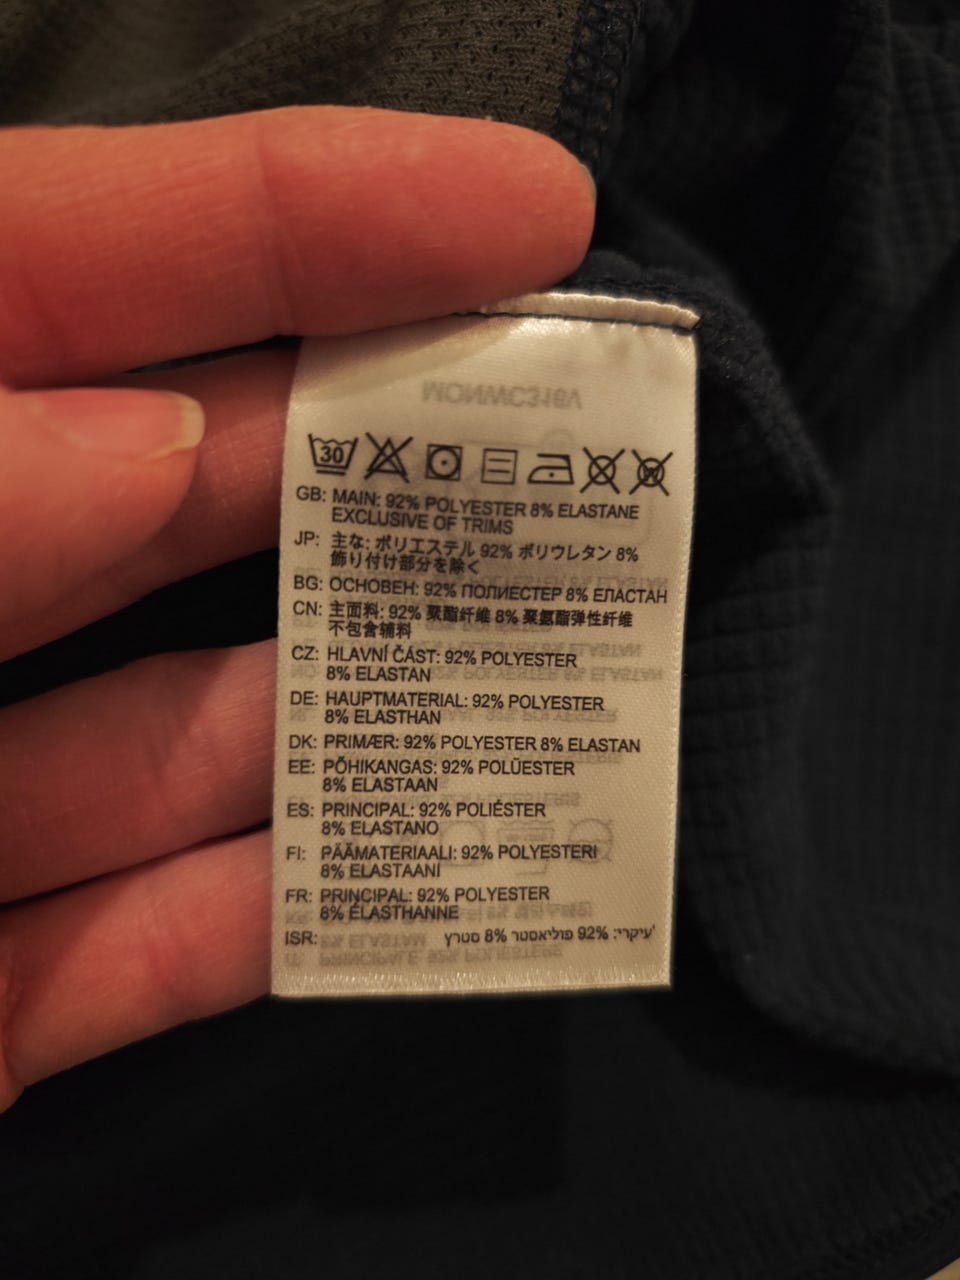 30
GB: MAIN: 92% POLYESTER 8% ELASTANE
EXCLUSIVE OF TRIMS
JP: 主な: ポリエステル 92% ポリウレタン 8%
飾り付け部分を除く
BG: ОСНОВЕН: 92% ПОЛИЕСТЕР 8% ЕЛАСТАН
CN: 主面料: 92% 聚酯纤维 8% 聚氨酯弹性纤维
不包含辅料
CZ: HLAVNÍ ČÁST: 92% POLYESTER
8% ELASTAN
DE: HAUPTMATERIAL: 92% POLYESTER
8% ELASTHAN
DK: PRIMÆR: 92% POLYESTER 8% ELASTAN
EE: PÕHIKANGAS: 92% POLÜESTER
8% ELASTAAN
ES: PRINCIPAL: 92% POLIÉSTER
8% ELASTANO
FI: PÄÄMATERIAALI: 92% POLYESTERI
8% ELASTAANI
FR: PRINCIPAL: 92% POLYESTER
8% ÉLASTHANNE
ISR: עיקרי: 92% פוליאסטר 8% סטרץ'